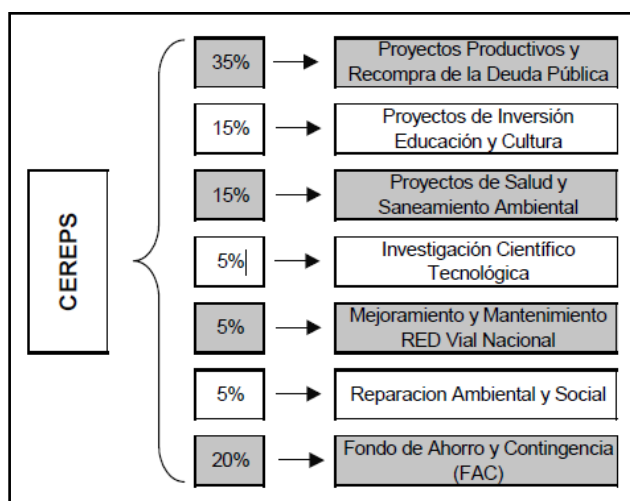 CEREPS
35%
Proyectos Productivos y
Recompra de la Deuda Pública
15%
Proyectos de Inversión
Educación y Cultura
15%
Proyectos de Salud y
Saneamiento Ambiental
5%
Investigación Científico
Tecnológica
5%
Mejoramiento y Mantenimiento
RED Vial Nacional
5%
Reparacion Ambiental y Social
20%
Fondo de Ahorro y Contingencia
(FAC)